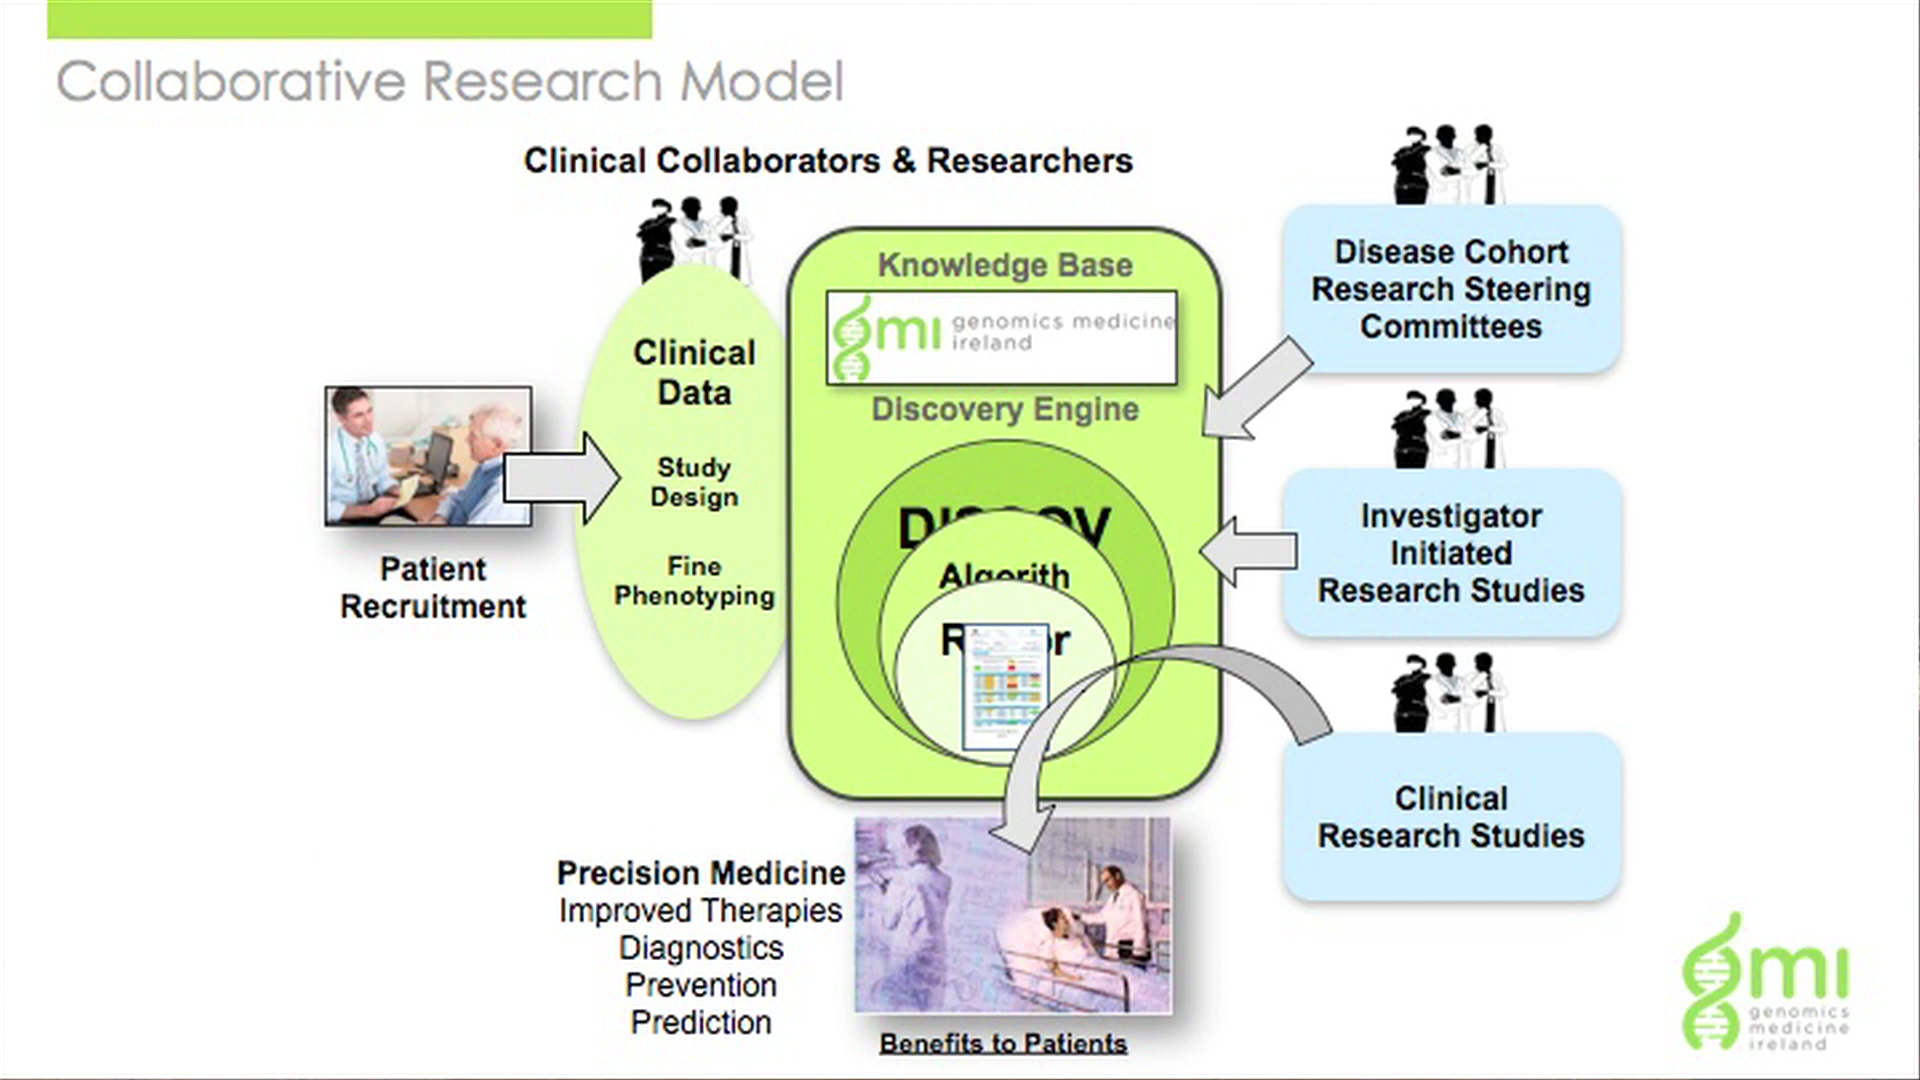 Collaborative Research Model
Clinical Collaborators & Researchers
Patient
Recruitment
Clinical
Data
Study
Design
Fine
Phenotyping
Knowledge Base
gmi genomics medicine
ireland
Discovery Engine
Algorith
Disease Cohort
Research Steering
Committees
Investigator
Initiated
Research Studies
Clinical
Research Studies
Precision Medicine
Improved Therapies
Diagnostics
Prevention
Prediction
Benefits to Patients
gmi
genomics
medicine
ireland